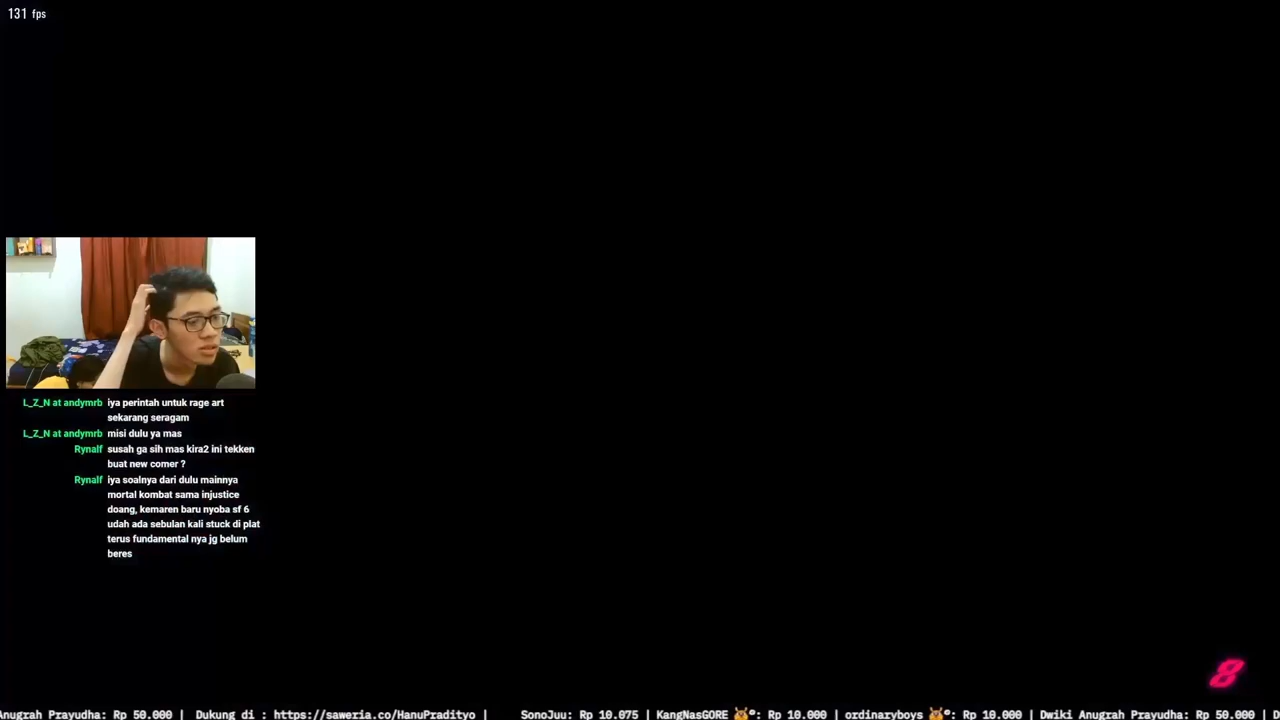 131 fps
L_Z_N at andymrb iya perintah untuk rage art
sekarang seragam
L_Z_N at andymrb misi dulu ya mas
Rynalf susah ga sih mas kira2 ini tekken
buat new comer ?
Rynalf iya soalnya dari dulu mainnya
mortal kombat sama injustice
doang, kemaren baru nyoba sf 6
udah ada sebulan kali stuck di plat
terus fundamental nya jg belum
beres
8
Anugrah Prayudha: Rp 50.000 | Dukung di : https://saweria.co/HanuPradityo | SonoJuu: Rp 10.075 | KangNasGORE : Rp 10.000 | ordinaryboys : Rp 10.000 | Dwiki Anugrah Prayudha: Rp 50.000 |